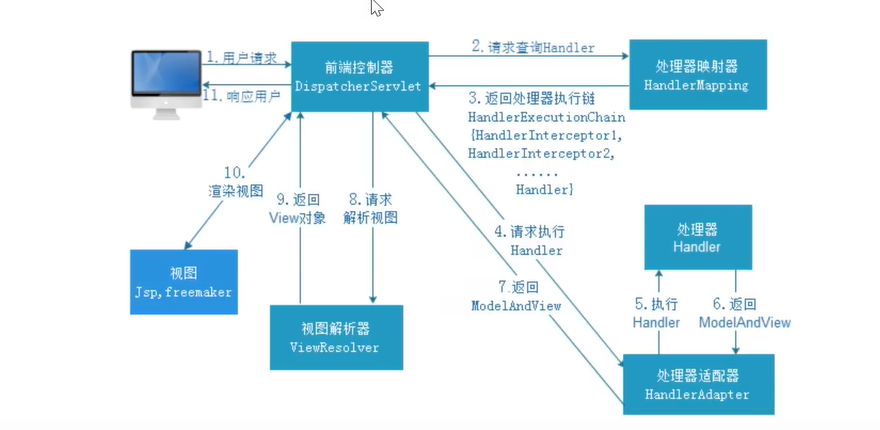 1.用户请求
11.响应用户
前端控制器
DispatcherServlet
2.请求查询Handler
处理器映射器
HandlerMapping
3.返回处理器执行链
HandlerExecutionChain
{HandlerInterceptor1,
HandlerInterceptor2,
......
Handler}
10.
渲染视图
9.返回
View对象
8.请求
解析视图
4.请求执行
Handler
处理器
Handler
7.返回
ModelAndView
5.执行
Handler
6.返回
ModelAndView
视图
Jsp,freemaker
视图解析器
ViewResolver
处理器适配器
HandlerAdapter